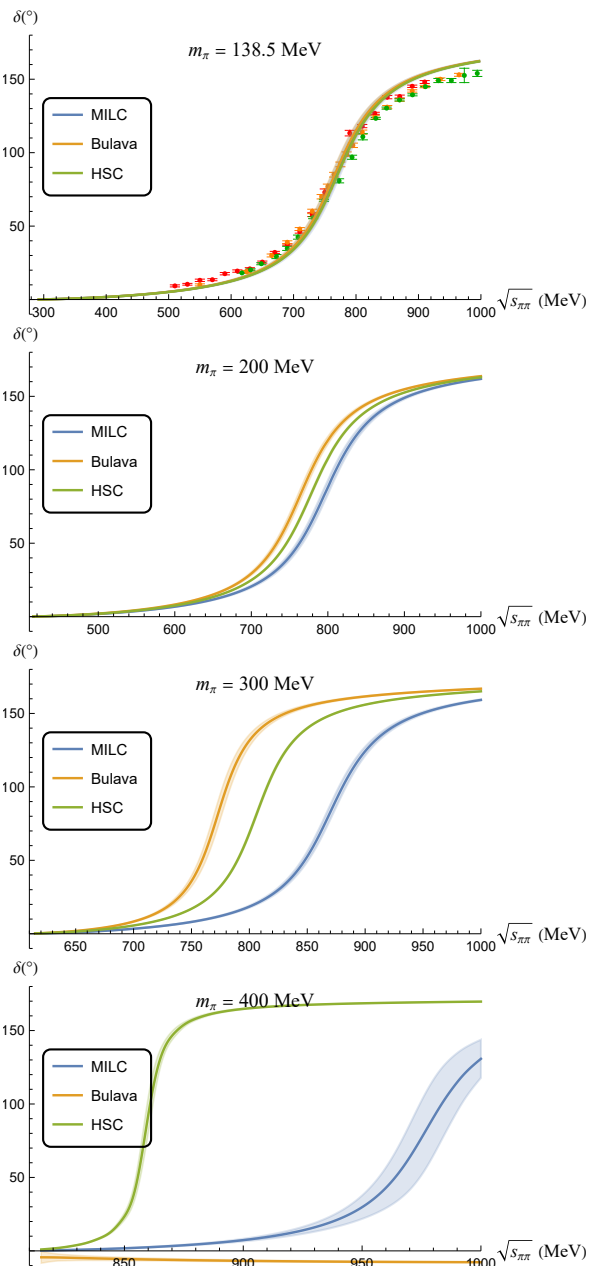 δ(°)
m_π = 138.5 MeV
150
MILC
Bulava
HSC
100
50
300 400 500 600 700 800 900 1000 √s_ππ (MeV)
δ(°)
m_π = 200 MeV
150
MILC
Bulava
HSC
100
50
500 600 700 800 900 1000 √s_ππ (MeV)
δ(°)
m_π = 300 MeV
150
MILC
Bulava
HSC
100
50
650 700 750 800 850 900 950 1000 √s_ππ (MeV)
δ(°)
m_π = 400 MeV
150
MILC
Bulava
HSC
100
50
850 900 950 1000 √s_ππ (MeV)